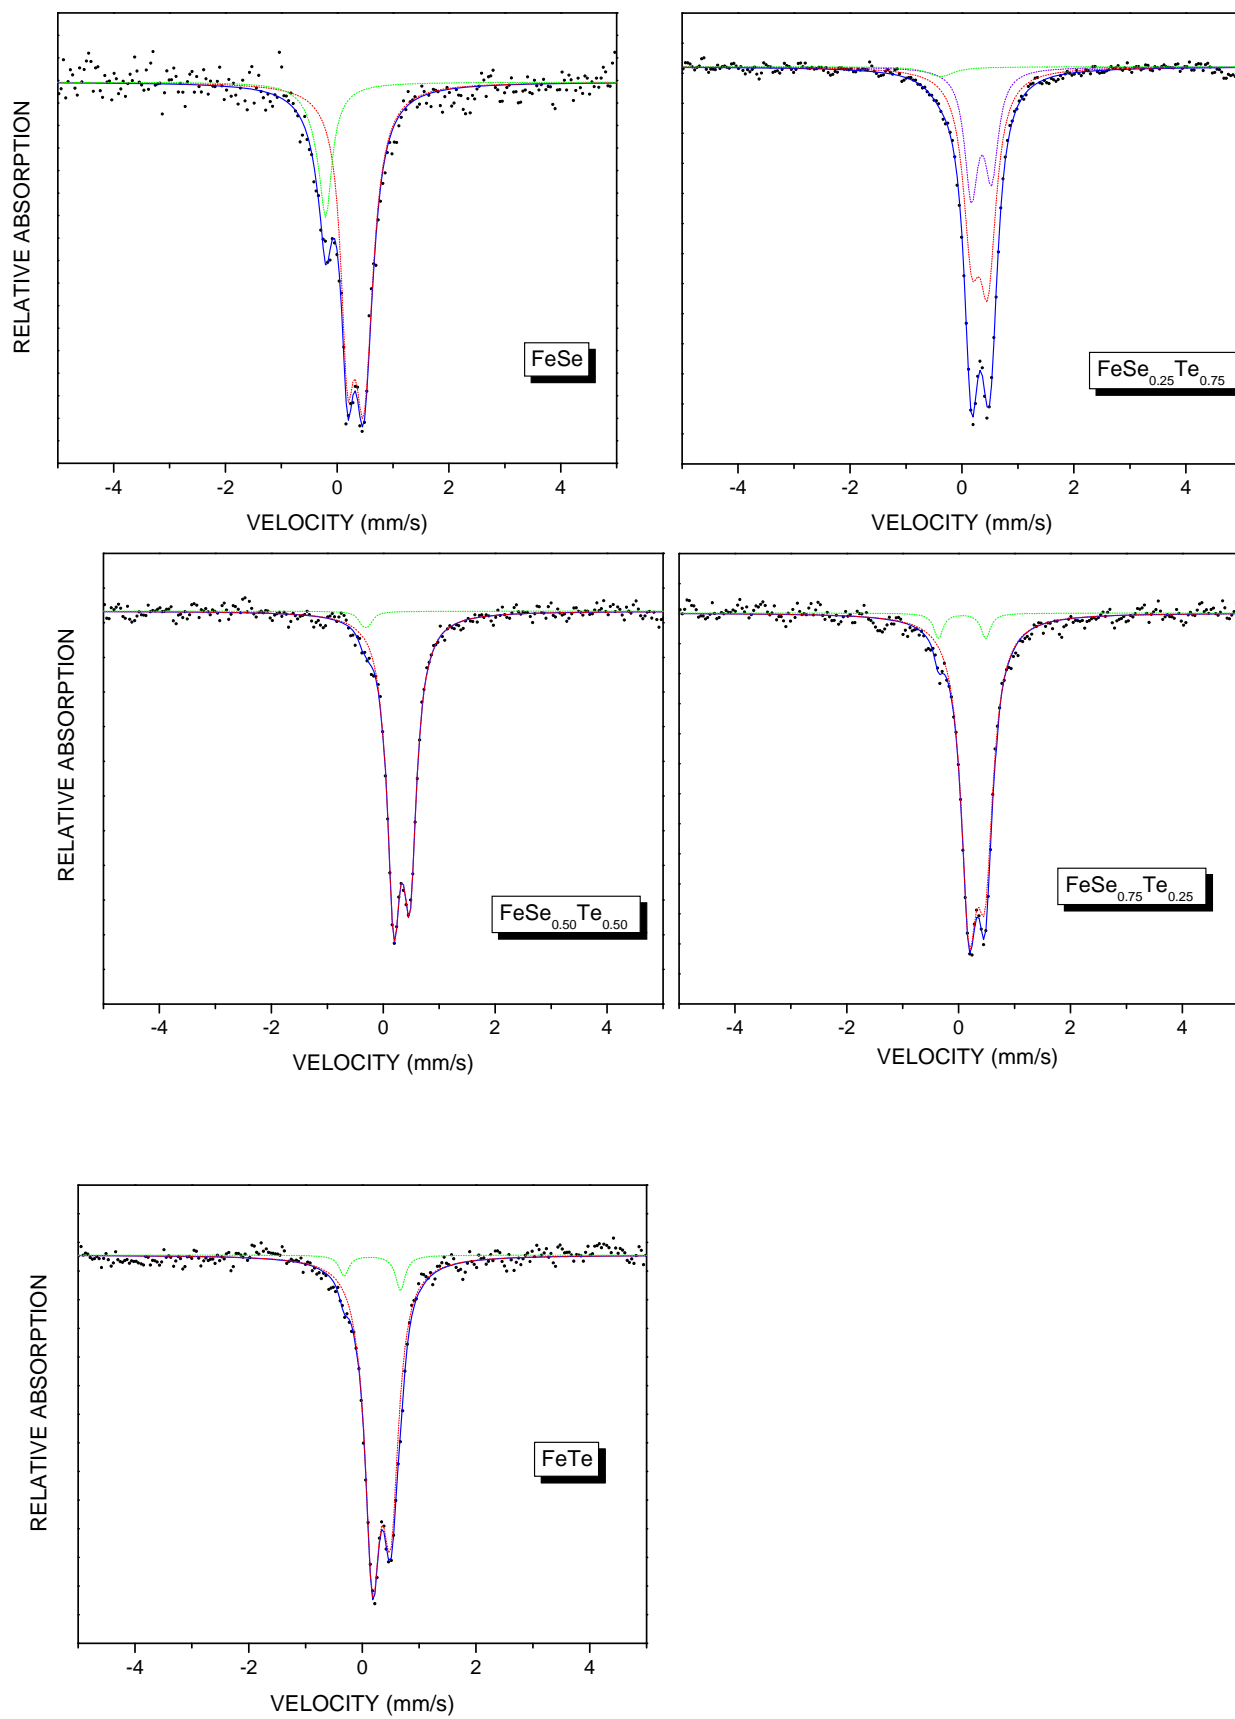 RELATIVE ABSORPTION
FeSe
-4 -2 0 2 4
VELOCITY (mm/s)
FeSe0.25Te0.75
-4 -2 0 2 4
VELOCITY (mm/s)
RELATIVE ABSORPTION
FeSe0.50Te0.50
-4 -2 0 2 4
VELOCITY (mm/s)
FeSe0.75Te0.25
-4 -2 0 2 4
VELOCITY (mm/s)
RELATIVE ABSORPTION
FeTe
-4 -2 0 2 4
VELOCITY (mm/s)